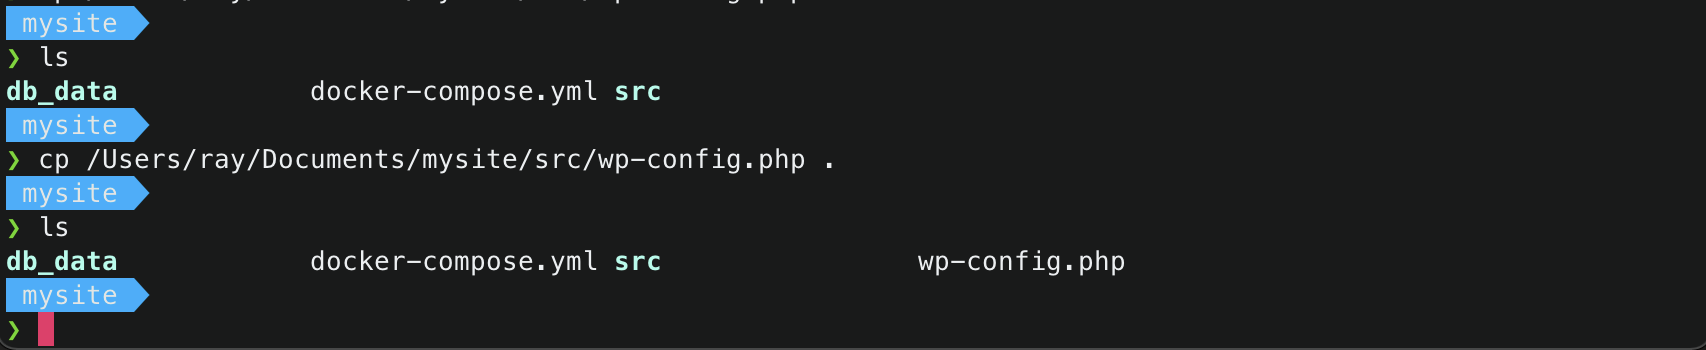 mysite
❯ ls
db_data docker-compose.yml src
mysite
❯ cp /Users/ray/Documents/mysite/src/wp-config.php .
mysite
❯ ls
db_data docker-compose.yml src wp-config.php
mysite
❯